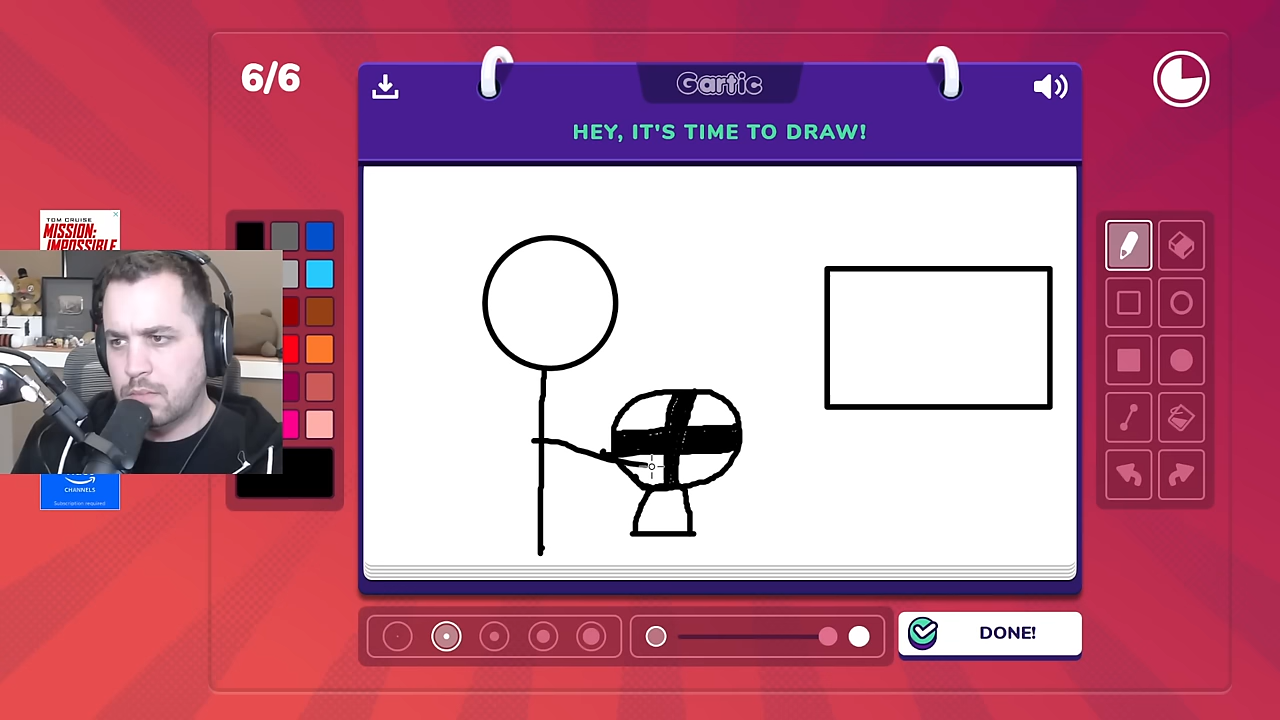 6/6
Gartic
HEY, IT'S TIME TO DRAW!
TOM CRUISE
MISSION:
IMPOSSIBLE
CHANNELS
Subscription required
DONE!